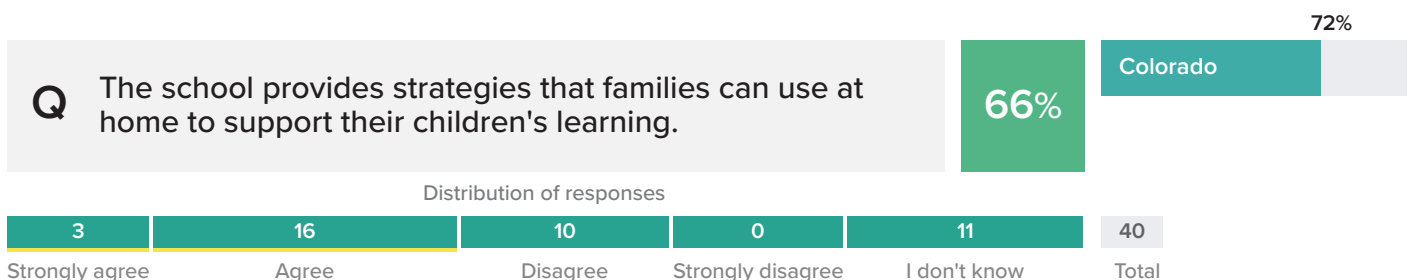 72%
Q The school provides strategies that families can use at
home to support their children's learning.
66%
Colorado
Distribution of responses
3 16 10 0 11 40
Strongly agree Agree Disagree Strongly disagree I don't know Total